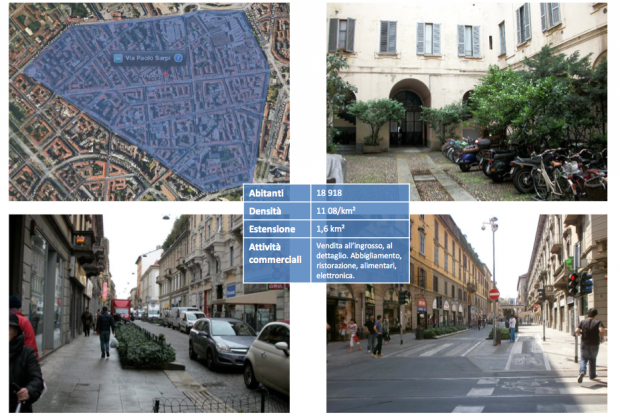 Via Paolo Sarpi
Abitanti 18 918
Densità 11 08/km²
Estensione 1,6 km²
Attività commerciali Vendita all'ingrosso, al
dettaglio. Abbigliamento,
ristorazione, alimentari,
elettronica.